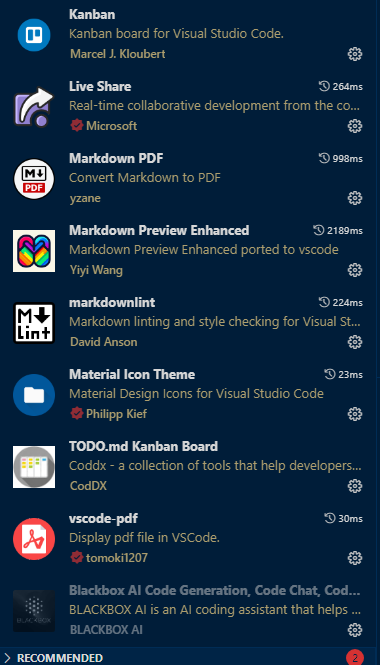 Kanban
Kanban board for Visual Studio Code.
Marcel J. Kloubert
Live Share 264ms
Real-time collaborative development from the co...
Microsoft
Markdown PDF 998ms
M↓
PDF
Convert Markdown to PDF
yzane
Markdown Preview Enhanced 2189ms
Markdown Preview Enhanced ported to vscode
Yiyi Wang
markdownlint 224ms
M↓
lint
Markdown linting and style checking for Visual St...
David Anson
Material Icon Theme 23ms
Material Design Icons for Visual Studio Code
Philipp Kief
TODO.md Kanban Board
Coddx - a collection of tools that help developers...
CodDX
vscode-pdf 30ms
Display pdf file in VSCode.
tomoki1207
Blackbox AI Code Generation, Code Chat, Cod...
BLACKBOX AI is an AI coding assistant that helps ...
BLACKBOX AI
RECOMMENDED 2